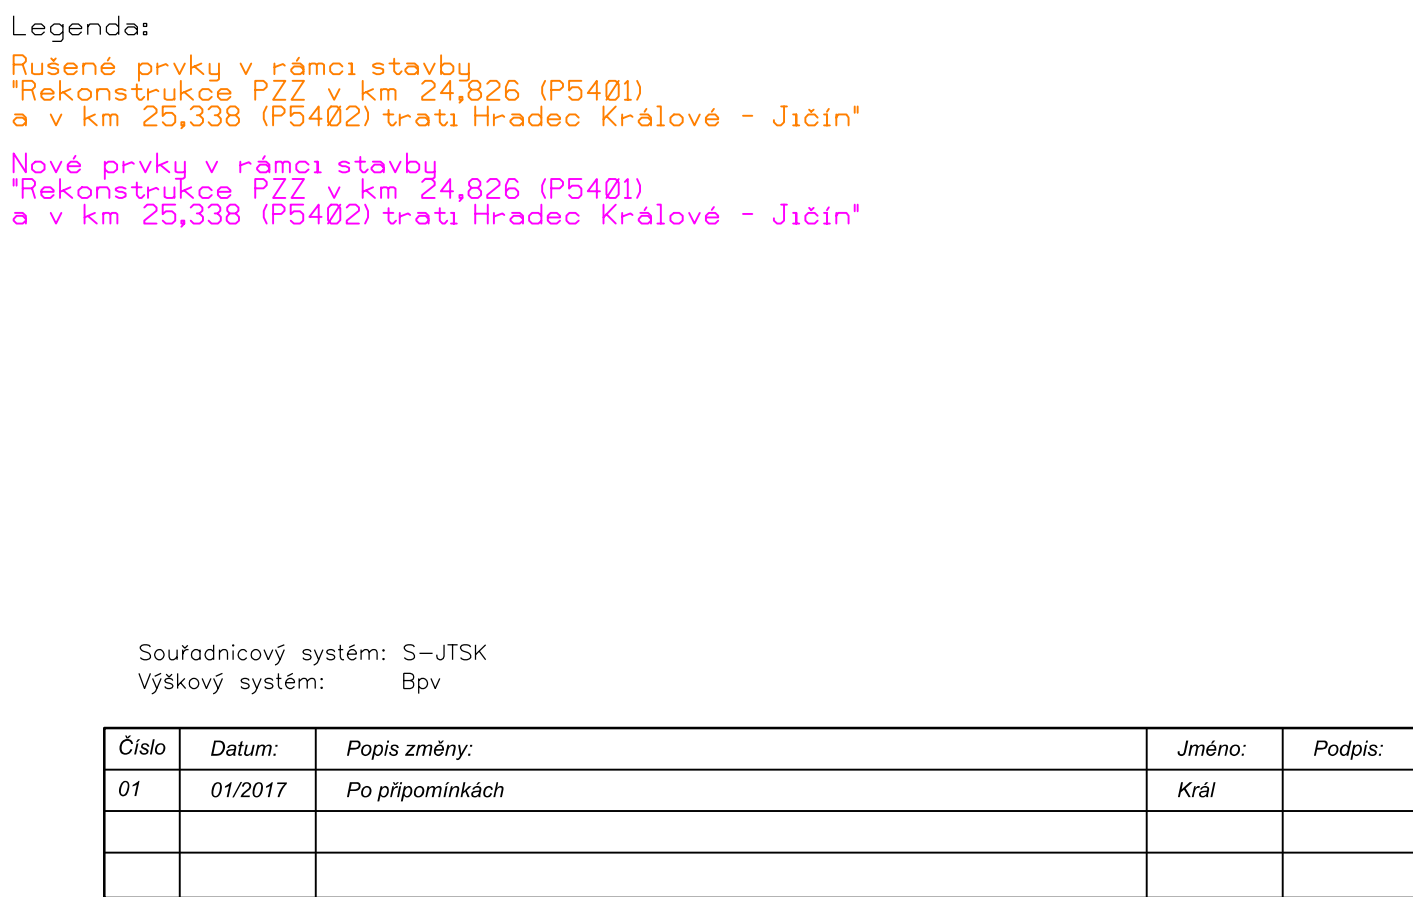 Legenda:
Rušené prvky v rámci stavby
"Rekonstrukce PZZ v km 24,826 (P5401)
a v km 25,338 (P5402) trati Hradec Králové - Jičín"
Nové prvky v rámci stavby
"Rekonstrukce PZZ v km 24,826 (P5401)
a v km 25,338 (P5402) trati Hradec Králové - Jičín"
Souřadnicový systém: S-JTSK
Výškový systém: Bpv
Číslo Datum: Popis změny: Jméno: Podpis:
01 01/2017 Po připomínkách Král